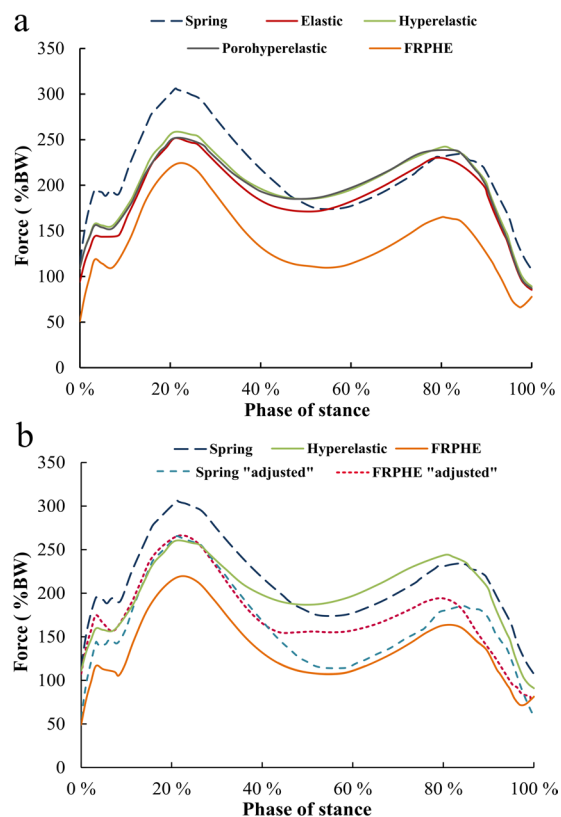 a
Spring Elastic Hyperelastic
Porohyperelastic FRPHE
350
300
250
200
150
100
50
0
Force ( %BW)
0 % 20 % 40 % 60 % 80 % 100 %
Phase of stance
b
Spring Hyperelastic FRPHE
Spring "adjusted" FRPHE "adjusted"
350
300
250
200
150
100
50
0
Force ( %BW)
0 % 20 % 40 % 60 % 80 % 100 %
Phase of stance